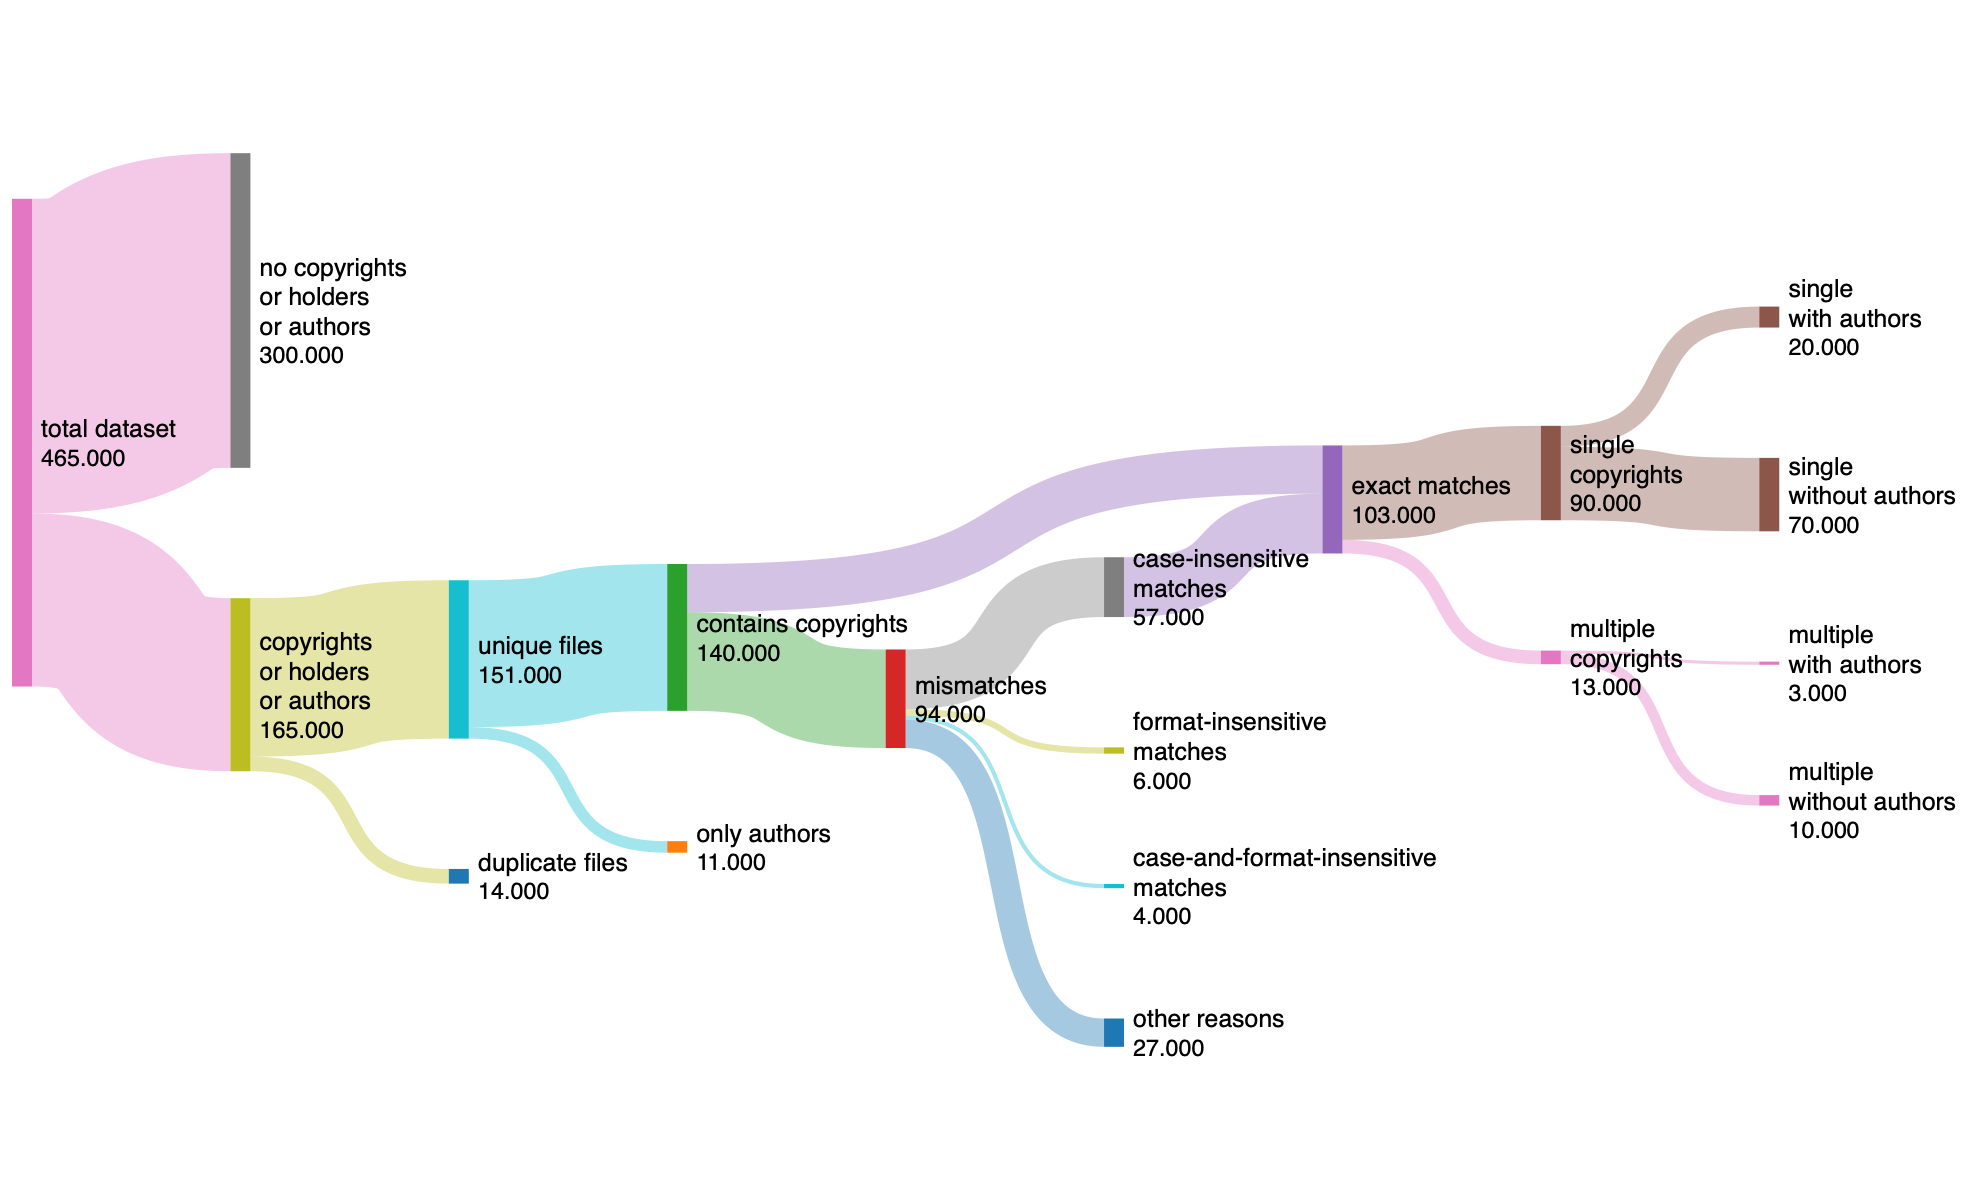 total dataset
465.000
no copyrights
or holders
or authors
300.000
copyrights
or holders
or authors
165.000
unique files
151.000
duplicate files
14.000
contains copyrights
140.000
only authors
11.000
mismatches
94.000
case-insensitive
matches
57.000
format-insensitive
matches
6.000
case-and-format-insensitive
matches
4.000
other reasons
27.000
exact matches
103.000
single
copyrights
90.000
multiple
copyrights
13.000
single
with authors
20.000
single
without authors
70.000
multiple
with authors
3.000
multiple
without authors
10.000